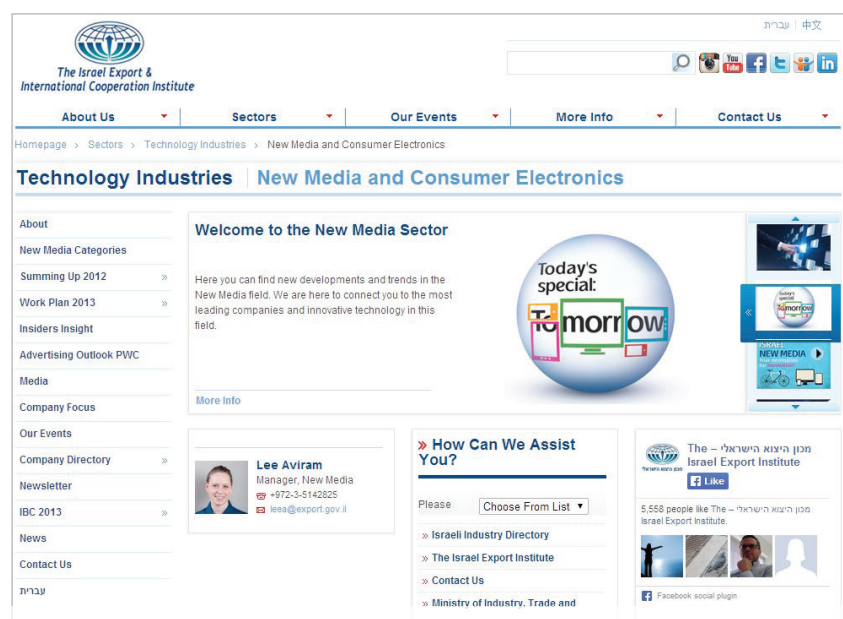 עברית | 中文
The Israel Export &
International Cooperation Institute
You
Tube
About Us
Sectors
Our Events
More Info
Contact Us
Homepage > Sectors > Technology Industries > New Media and Consumer Electronics
Technology Industries | New Media and Consumer Electronics
About
New Media Categories
Summing Up 2012 »
Work Plan 2013 »
Insiders Insight
Advertising Outlook PWC
Media
Company Focus
Our Events
Company Directory »
Newsletter
IBC 2013 »
News
Contact Us
עברית
Welcome to the New Media Sector
Here you can find new developments and trends in the
New Media field. We are here to connect you to the most
leading companies and innovative technology in this
field.
More Info
Today's
special:
Tomorrow
«
Today's
special:
Tomorrow
ISRAEL
NEW MEDIA
Lee Aviram
Manager, New Media
+972-3-5142825
leea@export.gov.il
» How Can We Assist
You?
Please
Choose From List
» Israeli Industry Directory
» The Israel Export Institute
» Contact Us
» Ministry of Industry, Trade and
מכון היצוא הישראלי – The
Israel Export Institute
Like
5,558 people like מכון היצוא הישראלי – The
Israel Export Institute.
Facebook social plugin